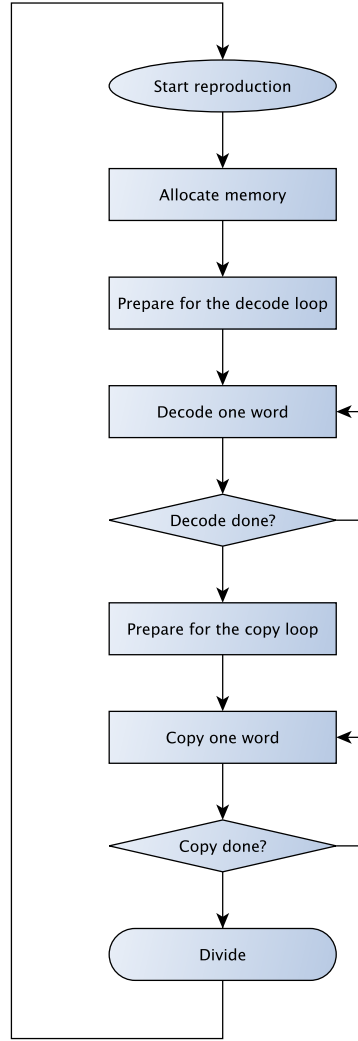 Start reproduction
Allocate memory
Prepare for the decode loop
Decode one word
Decode done?
Prepare for the copy loop
Copy one word
Copy done?
Divide